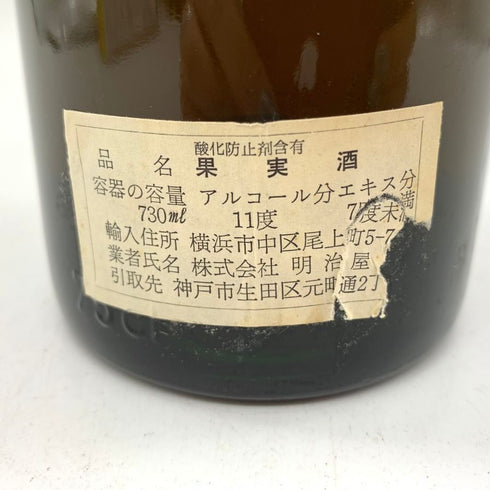 酸化防止剤含有
品名 果実酒
容器の容量 アルコール分 エキス分
730ml 11度 7度未満
輸入住所 横浜市中区尾上町5-7
業者氏名 株式会社 明治屋
引取先 神戸市生田区元町通2丁